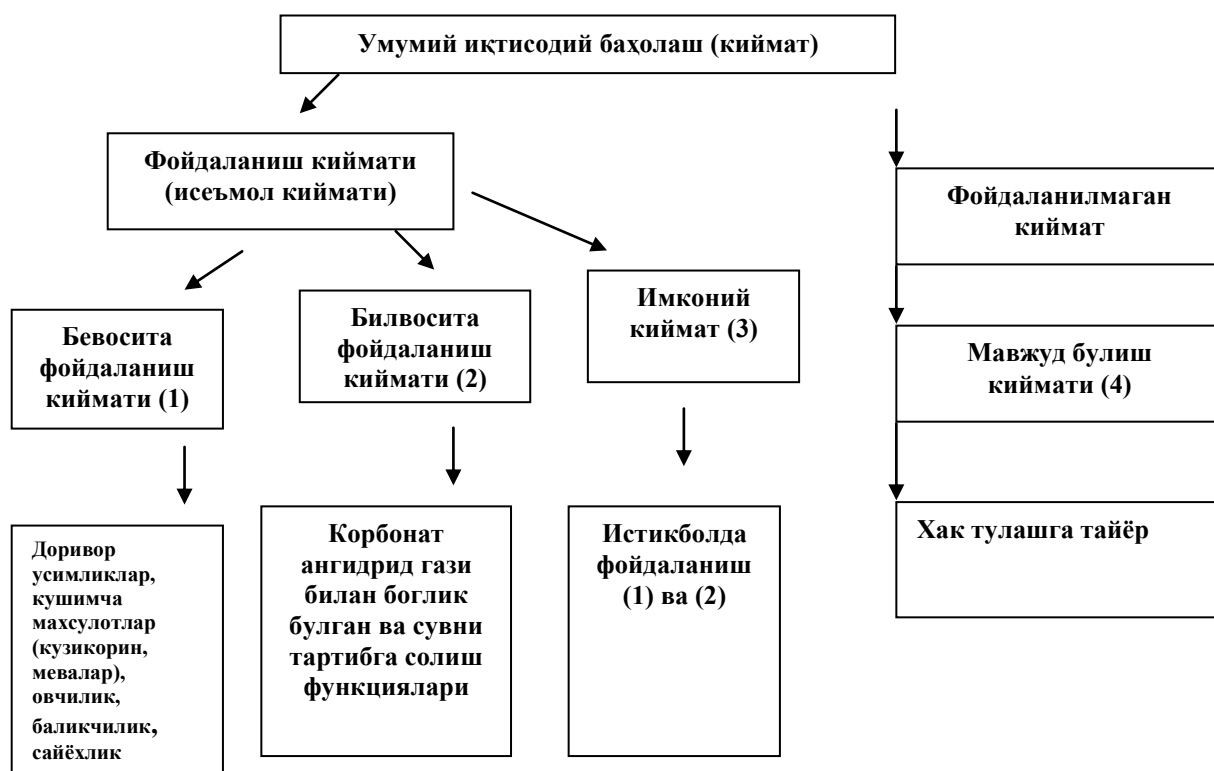 Умумий иқтисодий баҳолаш (киймат)
Фойдаланиш киймати
(исеъмол киймати)
Фойдаланилмаган
киймат
Бевосита
фойдаланиш
киймати (1)
Билвосита
фойдаланиш
киймати (2)
Имконий
киймат (3)
Мавжуд булиш
киймати (4)
Доривор
усимликлар,
кушимча
махсулотлар
(кузикорин,
мевалар),
овчилик,
баликчилик,
сайёхлик
Корбонат
ангидрид гази
билан боглик
булган ва сувни
тартибга солиш
функциялари
Истикболда
фойдаланиш
(1) ва (2)
Хак тулашга тайёр